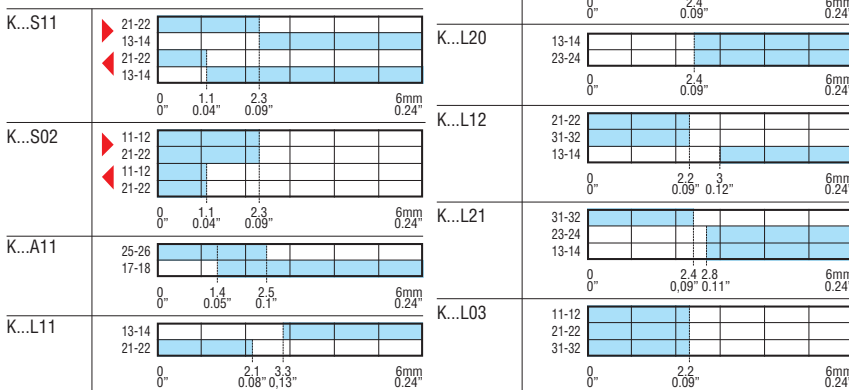 K...S11
21-22
13-14
21-22
13-14
0 1.1 2.3 6mm
0” 0.04” 0.09” 0.24”
K...S02
11-12
21-22
11-12
21-22
0 1.1 2.3 6mm
0” 0.04” 0.09” 0.24”
K...A11
25-26
17-18
0 1.4 2.5 6mm
0” 0.05” 0.1” 0.24”
K...L11
13-14
21-22
0 2.1 3.3 6mm
0” 0.08” 0,13” 0.24”
0 2.4 6mm
0” 0.09” 0.24”
K...L20
13-14
23-24
0 2.4 6mm
0” 0.09” 0.24”
K...L12
21-22
31-32
13-14
0 2.2 3 6mm
0” 0.09” 0.12” 0.24”
K...L21
31-32
23-24
13-14
0 2.4 2.8 6mm
0” 0,09” 0.11” 0.24”
K...L03
11-12
21-22
31-32
0 2.2 6mm
0” 0.09” 0.24”